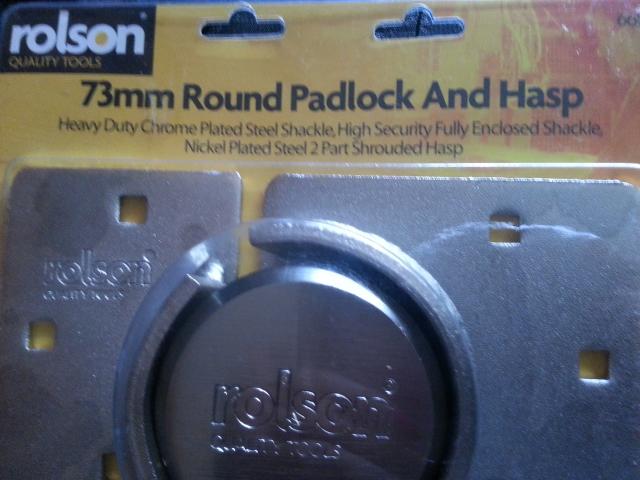 rolson
QUALITY TOOLS
73mm Round Padlock And Hasp
Heavy Duty Chrome Plated Steel Shackle, High Security Fully Enclosed Shackle,
Nickel Plated Steel 2 Part Shrouded Hasp
rolson
QUALITY TOOLS
rolson
QUALITY TOOLS